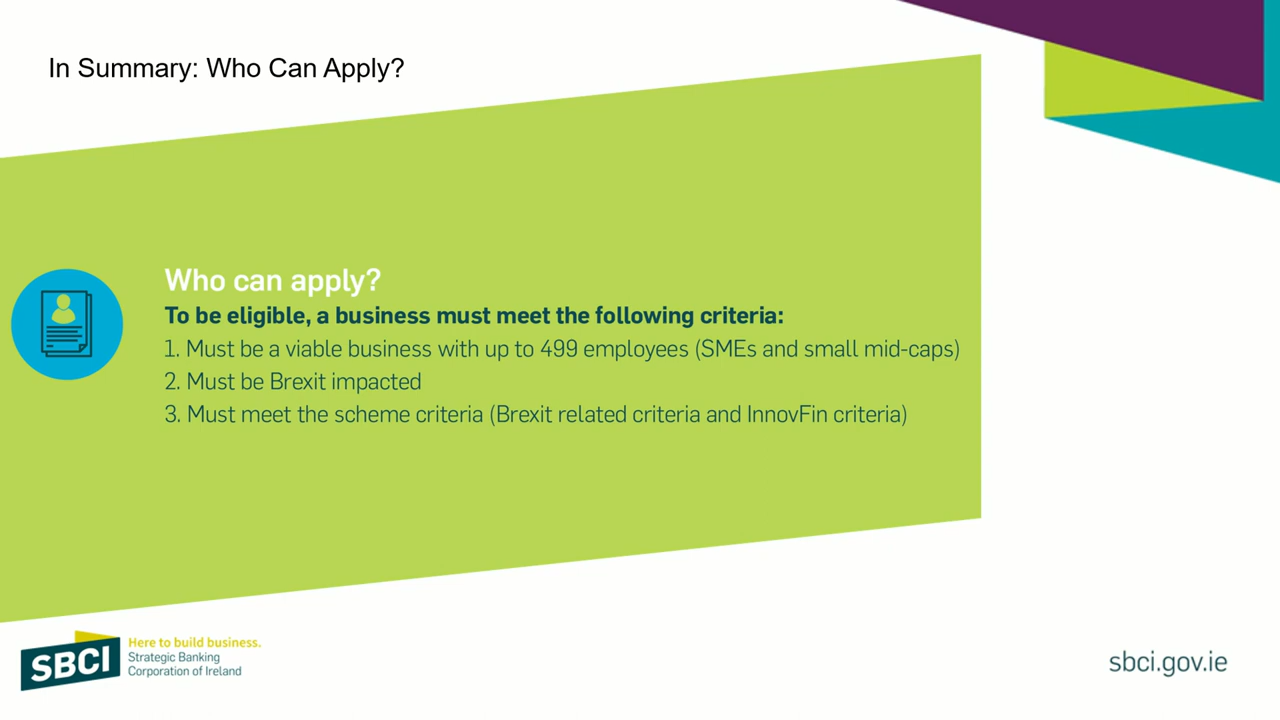 In Summary: Who Can Apply?
Who can apply?
To be eligible, a business must meet the following criteria:
1. Must be a viable business with up to 499 employees (SMEs and small mid-caps)
2. Must be Brexit impacted
3. Must meet the scheme criteria (Brexit related criteria and InnovFin criteria)
SBCI
Here to build business.
Strategic Banking
Corporation of Ireland
sbci.gov.ie